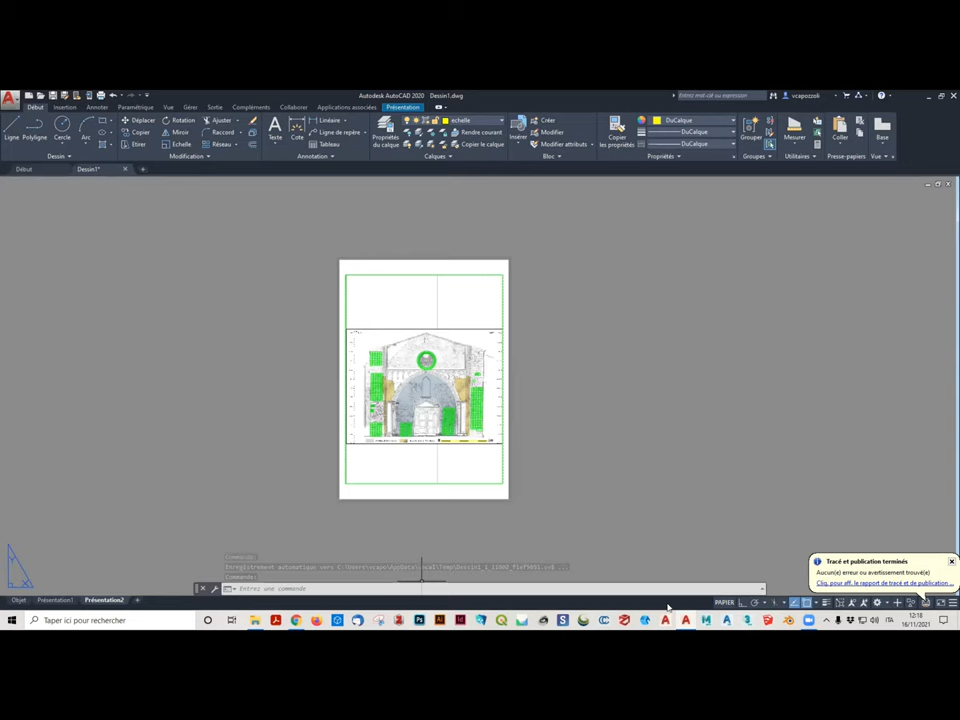 Autodesk AutoCAD 2020 Dessin1.dwg
Entrez mot-clé ou expression
vcapozzoli
Début Insertion Annoter Paramétrique Vue Gérer Sortie Compléments Collaborer Applications associées Présentation
Ligne Polyligne Cercle Arc
Déplacer Rotation Ajuster
Copier Miroir Raccord
Etirer Echelle Réseau
Texte Cote
Linéaire
Ligne de repère
Tableau
Propriétés du calque
echelle
Rendre courant
Copier le calque
Insérer
Créer
Modifier
Modifier attributs
Copier les propriétés
DuCalque
DuCalque
DuCalque
Grouper
Mesurer
Coller
Base
Dessin Modification Annotation Calques Bloc Propriétés Groupes Utilitaires Presse-papiers Vue
Début Dessin1*
Commande:
Commande:
Entrez une commande
Tracé et publication terminés
Aucun(e) erreur ou avertissement trouvé(e)
Cliq. pour aff. le rapport de tracé et de publication ...
Objet Présentation1 Présentation2
PAPIER
Taper ici pour rechercher
ITA
12:18
16/11/2021